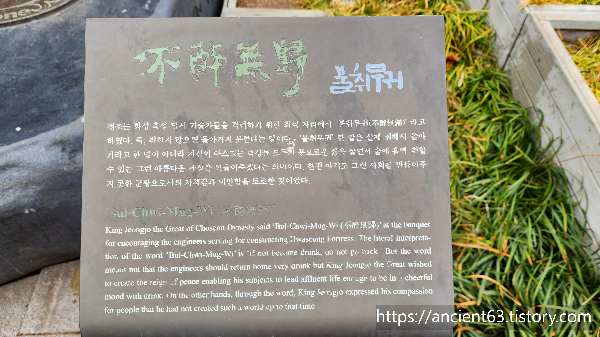 不醉無歸 불취무귀
정조는 화성 축성 당시 기술자들을 격려하기 위한 회식 자리에서 '불취무귀(不醉無歸)'라고
하였다. 즉, 취하지 않으면 돌아가지 못한다는 말이다. '불취무귀'란 말은 실제 취해서 돌아
가라고 한 말이 아니라 자신이 다스리는 백성들 모두가 풍요로운 삶을 살면서 술에 흠뻑 취할
수 있는 그런 아름다운 세상을 만들어주겠다는 의미이다. 한편 아직도 그런 사회를 만들어주
지 못한 군왕으로서의 자책감과 미안함을 토로한 것이었다.
"Bul-Chwi-Mug-Wi 不醉無歸"
King Jeongjo the Great of Choseon Dynasty said 'Bul-Chwi-Mug-Wi (不醉無歸)' at the banquet
for encouraging the engineers serving for constructing Hwaseong Fortress. The literal interpreta-
tion of the word 'Bul-Chwi-Mug-Wi' is 'if not become drunk, do not go back'. But the word
means not that the engineers should return home very drunk but King Jeongjo the Great wished
to create the reign of peace enabling his subjects to lead affluent life enough to be in a cheerful
mood with drink. On the other hands, through the word, King Jeongjo expressed his compassion
for people that he had not created such a world up to that time.
https://ancient63.tistory.com